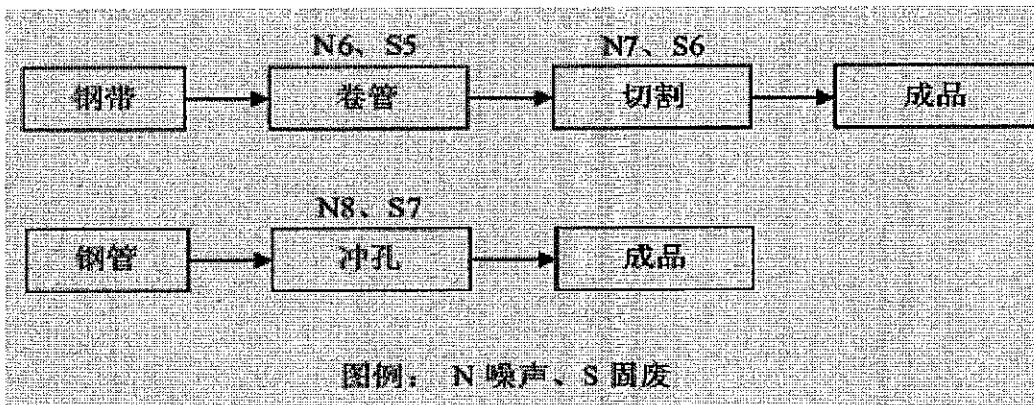 N6、S5 N7、S6
钢带 卷管 切割 成品
N8、S7
钢管 冲孔 成品
图例： N 噪声、S 固废